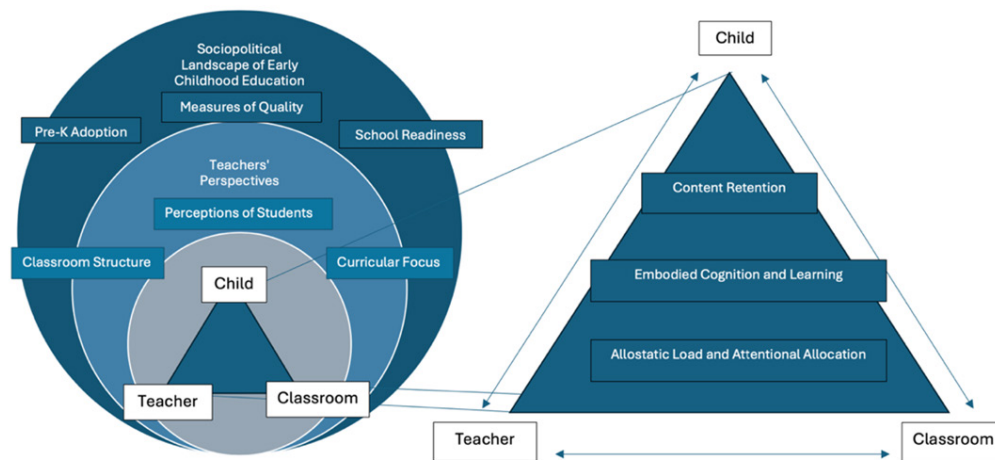 Sociopolitical
Landscape of Early
Childhood Education
Measures of Quality
Pre-K Adoption
School Readiness
Teachers'
Perspectives
Perceptions of Students
Classroom Structure
Curricular Focus
Child
Teacher
Classroom
Child
Content Retention
Embodied Cognition and Learning
Allostatic Load and Attentional Allocation
Teacher
Classroom